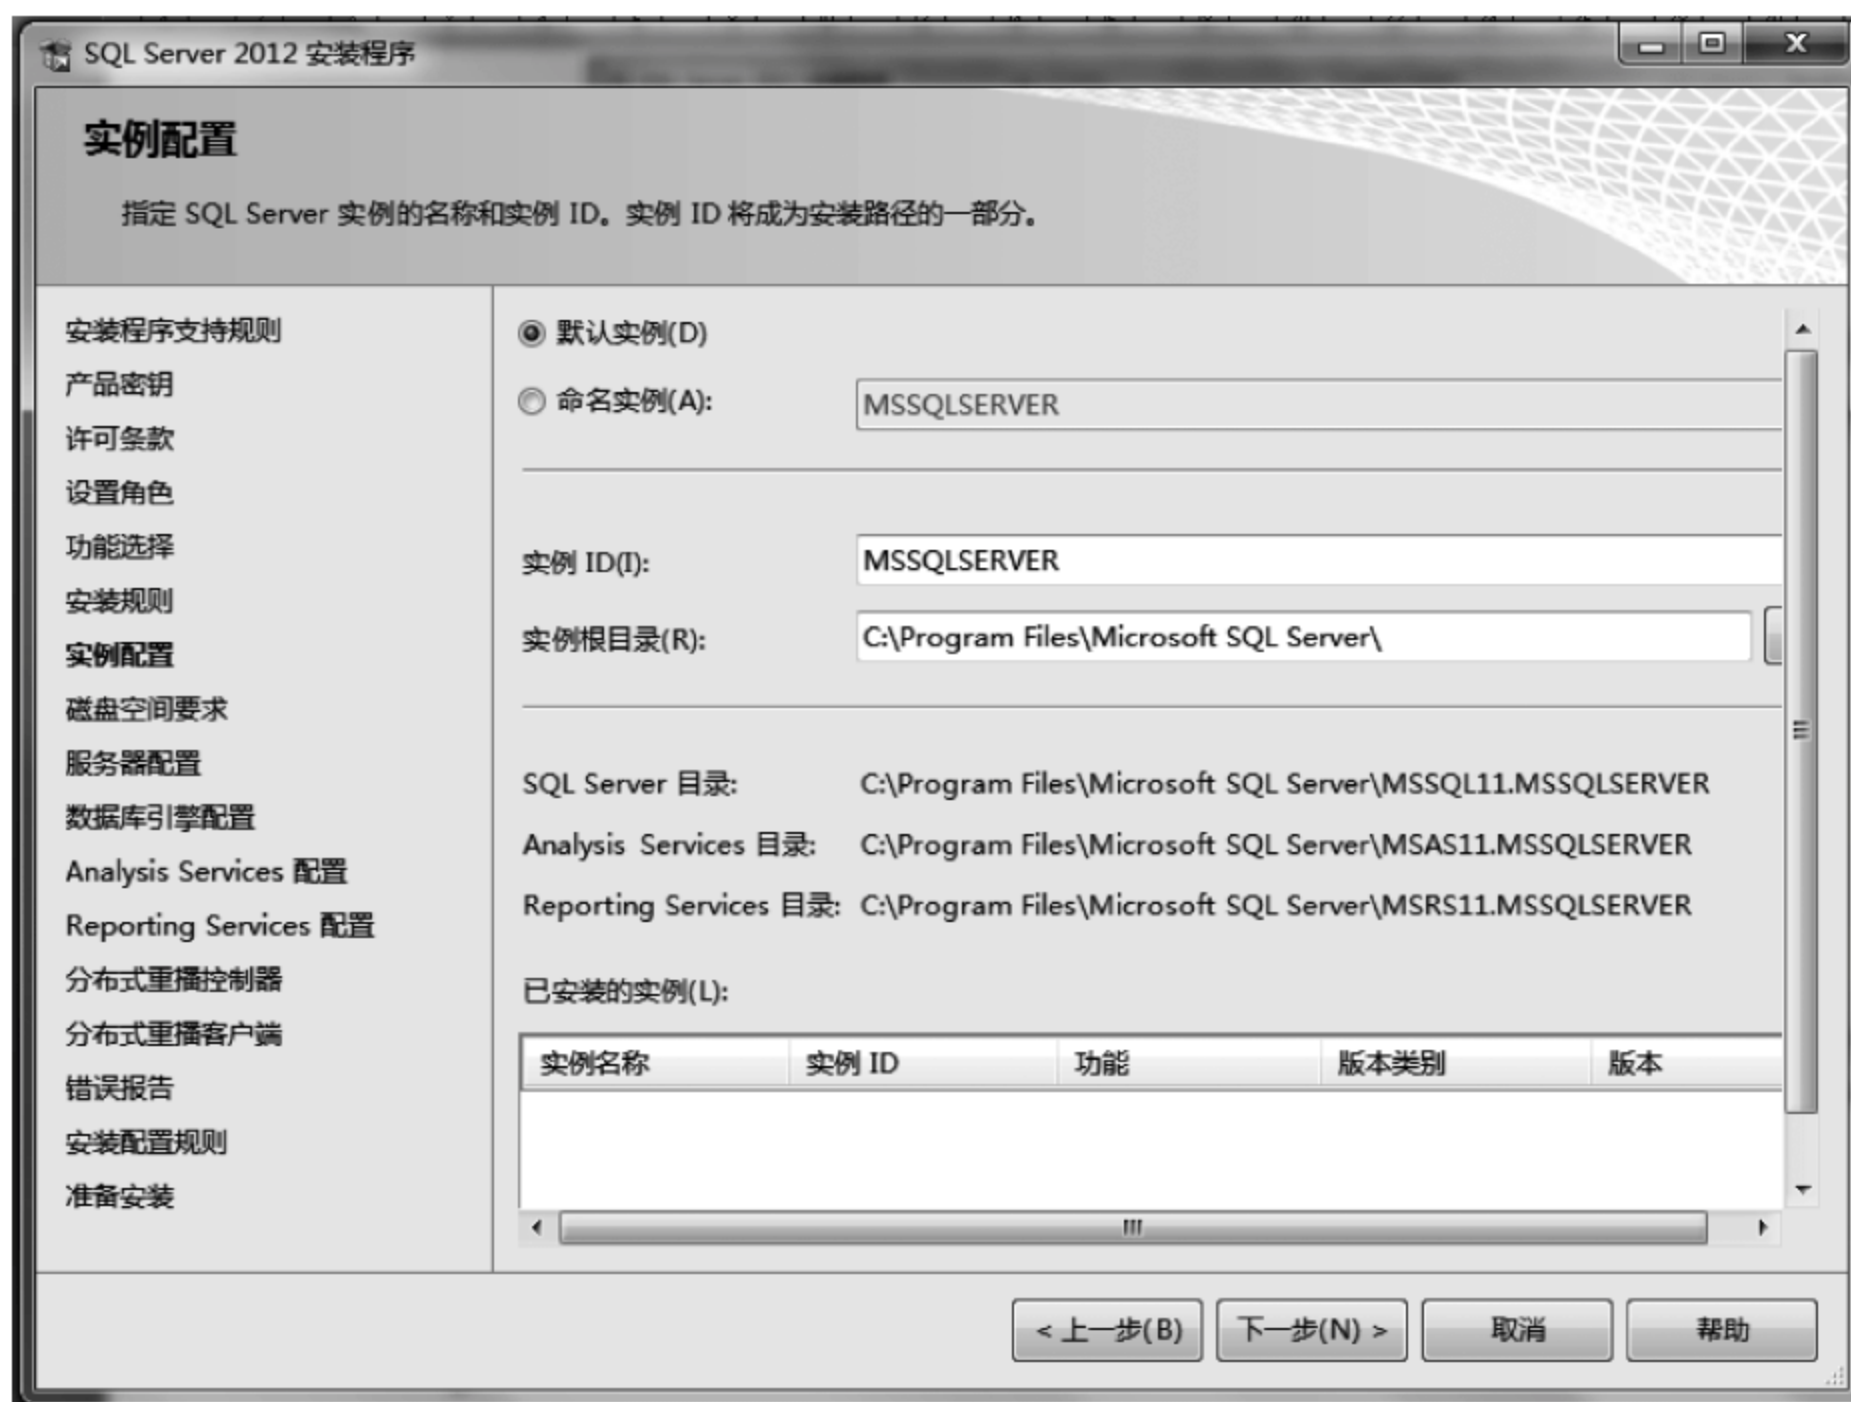 SQL Server 2012 安装程序
实例配置
指定 SQL Server 实例的名称和实例 ID。实例 ID 将成为安装路径的一部分。
安装程序支持规则
产品密钥
许可条款
设置角色
功能选择
安装规则
实例配置
磁盘空间要求
服务器配置
数据库引擎配置
Analysis Services 配置
Reporting Services 配置
分布式重播控制器
分布式重播客户端
错误报告
安装配置规则
准备安装
默认实例(D)
命名实例(A): MSSQLSERVER
实例 ID(I): MSSQLSERVER
实例根目录(R): C:\Program Files\Microsoft SQL Server\
SQL Server 目录: C:\Program Files\Microsoft SQL Server\MSSQL11.MSSQLSERVER
Analysis Services 目录: C:\Program Files\Microsoft SQL Server\MSAS11.MSSQLSERVER
Reporting Services 目录: C:\Program Files\Microsoft SQL Server\MSRS11.MSSQLSERVER
已安装的实例(L):
实例名称 实例 ID 功能 版本类别 版本
< 上一步(B) 下一步(N) > 取消 帮助